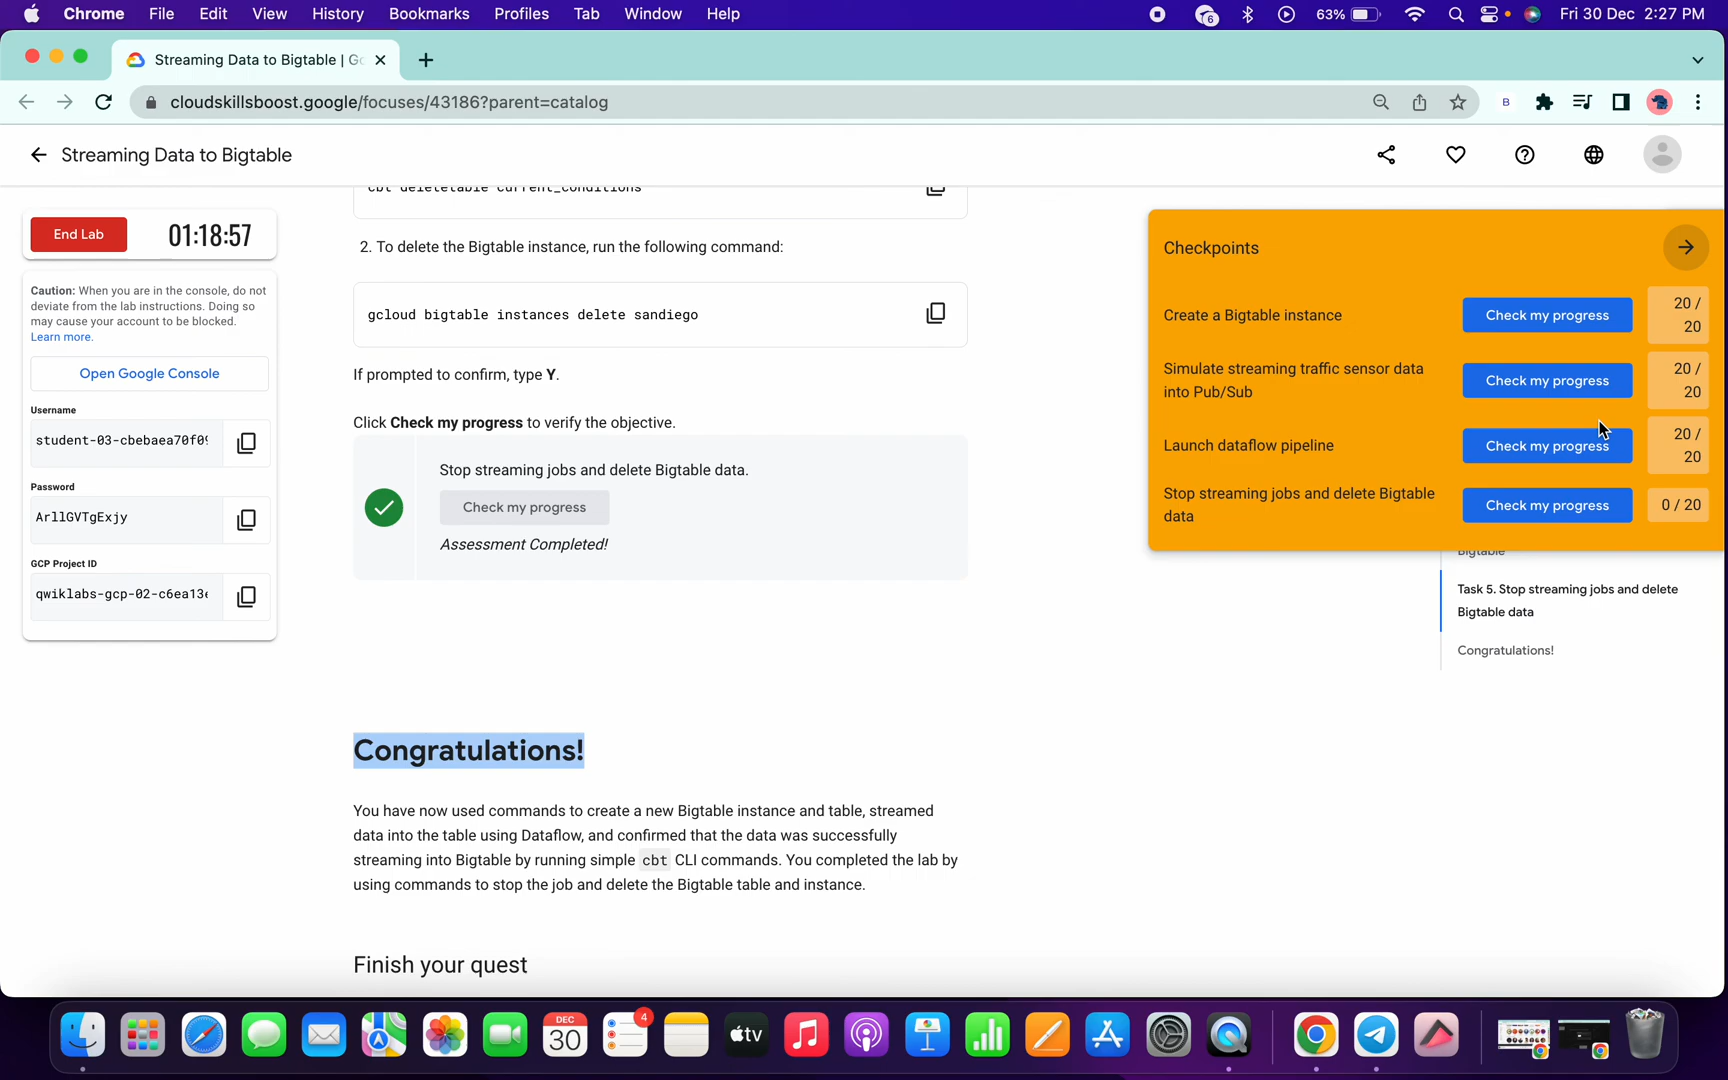 Chrome File Edit View History Bookmarks Profiles Tab Window Help 6 63% Fri 30 Dec 2:27 PM
Streaming Data to Bigtable | Go
cloudskillsboost.google/focuses/43186?parent=catalog B
Streaming Data to Bigtable
cbt deletetable current_conditions
End Lab 01:18:57
2. To delete the Bigtable instance, run the following command:
Checkpoints
Caution: When you are in the console, do not
deviate from the lab instructions. Doing so
may cause your account to be blocked.
Learn more.
gcloud bigtable instances delete sandiego
Create a Bigtable instance Check my progress 20 /
20
Open Google Console
If prompted to confirm, type Y.
Simulate streaming traffic sensor data
into Pub/Sub Check my progress 20 /
20
Username
student-03-cbebaea70f09
Click Check my progress to verify the objective.
Launch dataflow pipeline Check my progress 20 /
20
Stop streaming jobs and delete Bigtable data.
Check my progress
Assessment Completed!
Stop streaming jobs and delete Bigtable
data Check my progress 0 / 20
Password
ArllGVTgExjy
GCP Project ID
qwiklabs-gcp-02-c6ea13
Bigtable
Task 5. Stop streaming jobs and delete
Bigtable data
Congratulations!
Congratulations!
You have now used commands to create a new Bigtable instance and table, streamed
data into the table using Dataflow, and confirmed that the data was successfully
streaming into Bigtable by running simple cbt CLI commands. You completed the lab by
using commands to stop the job and delete the Bigtable table and instance.
Finish your quest
DEC
30
4
tv